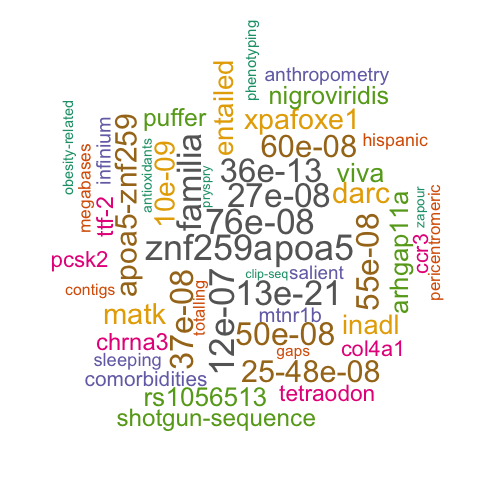 phenotyping
entailed
anthropometry
nigroviridis
obesity-related
megabases
infinium
apoa5-znf259
puffer
antioxidants
10e-09
familia
xpafoxe1
60e-08
hispanic
36e-13
pryspry
27e-08
viva
darc
76e-08
ttf-2
arhgap11a
ccr3
zapour
pericentromeric
znf259apoa5
pcsk2
clip-seq
salient
55e-08
contigs
37e-08
totalling
12e-07
13e-21
matk
mtnr1b
inadl
50e-08
chrna3
gaps
col4a1
sleeping
comorbidities
25-48e-08
rs1056513
tetraodon
shotgun-sequence